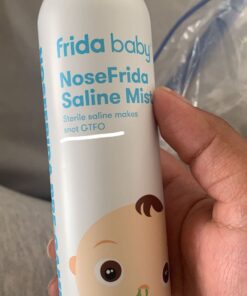 frida baby
NoseFrida
Saline Mist
Sterile saline makes
snot GTFO